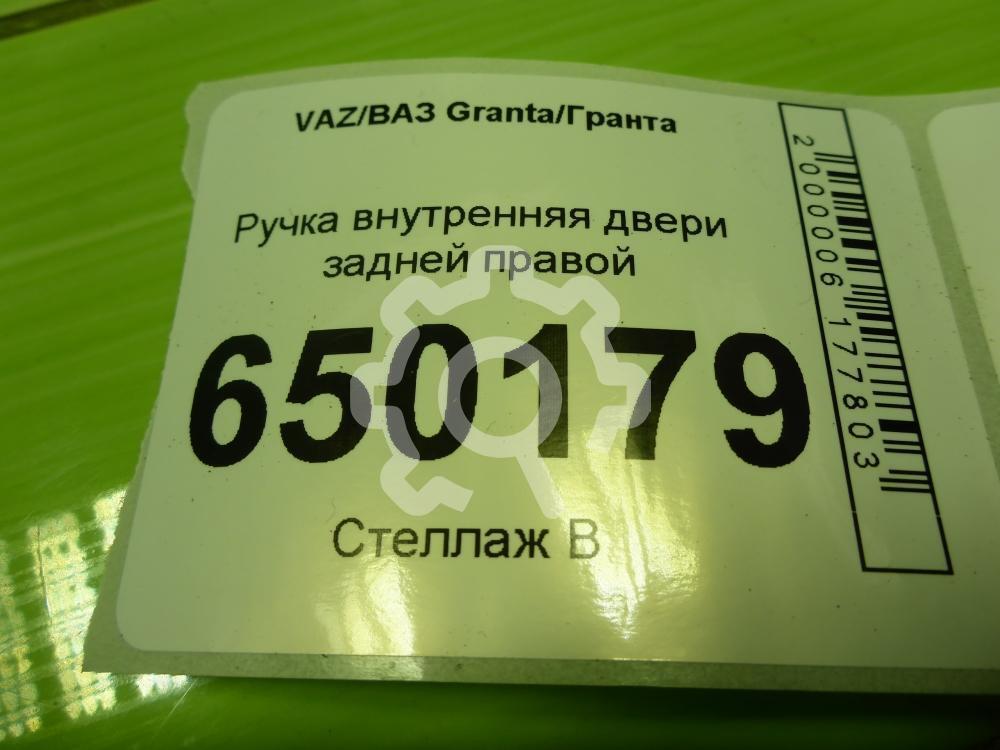 VAZ/ВАЗ Granta/Гранта
Ручка внутренняя двери
задней правой
650179
Стеллаж В
2000006177803